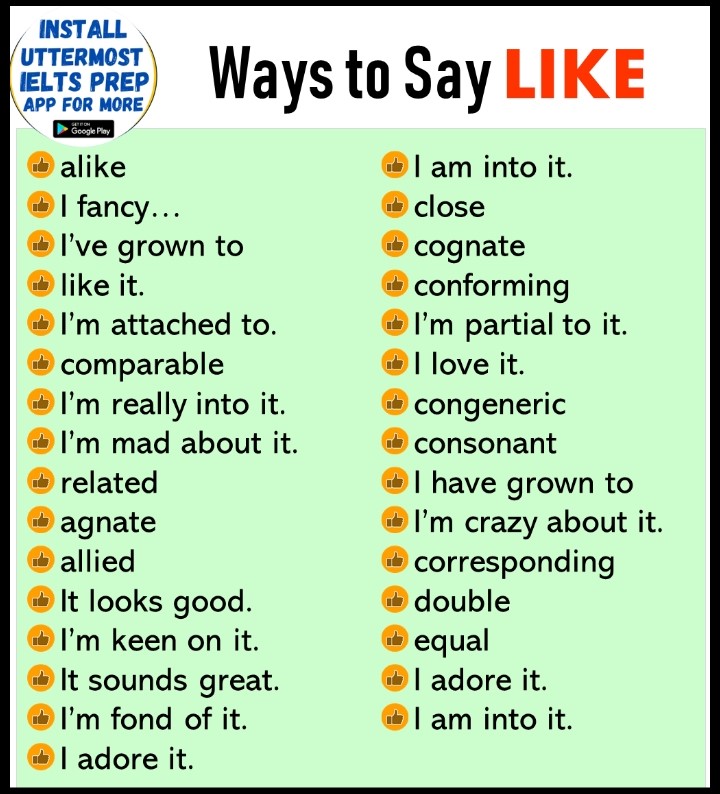 INSTALL
UTTERMOST
IELTS PREP
APP FOR MORE
GET IT ON
Google Play
Ways to Say LIKE
alike
I fancy...
I've grown to
like it.
I'm attached to.
comparable
I'm really into it.
I'm mad about it.
related
agnate
allied
It looks good.
I'm keen on it.
It sounds great.
I'm fond of it.
I adore it.
I am into it.
close
cognate
conforming
I'm partial to it.
I love it.
congeneric
consonant
I have grown to
I'm crazy about it.
corresponding
double
equal
I adore it.
I am into it.